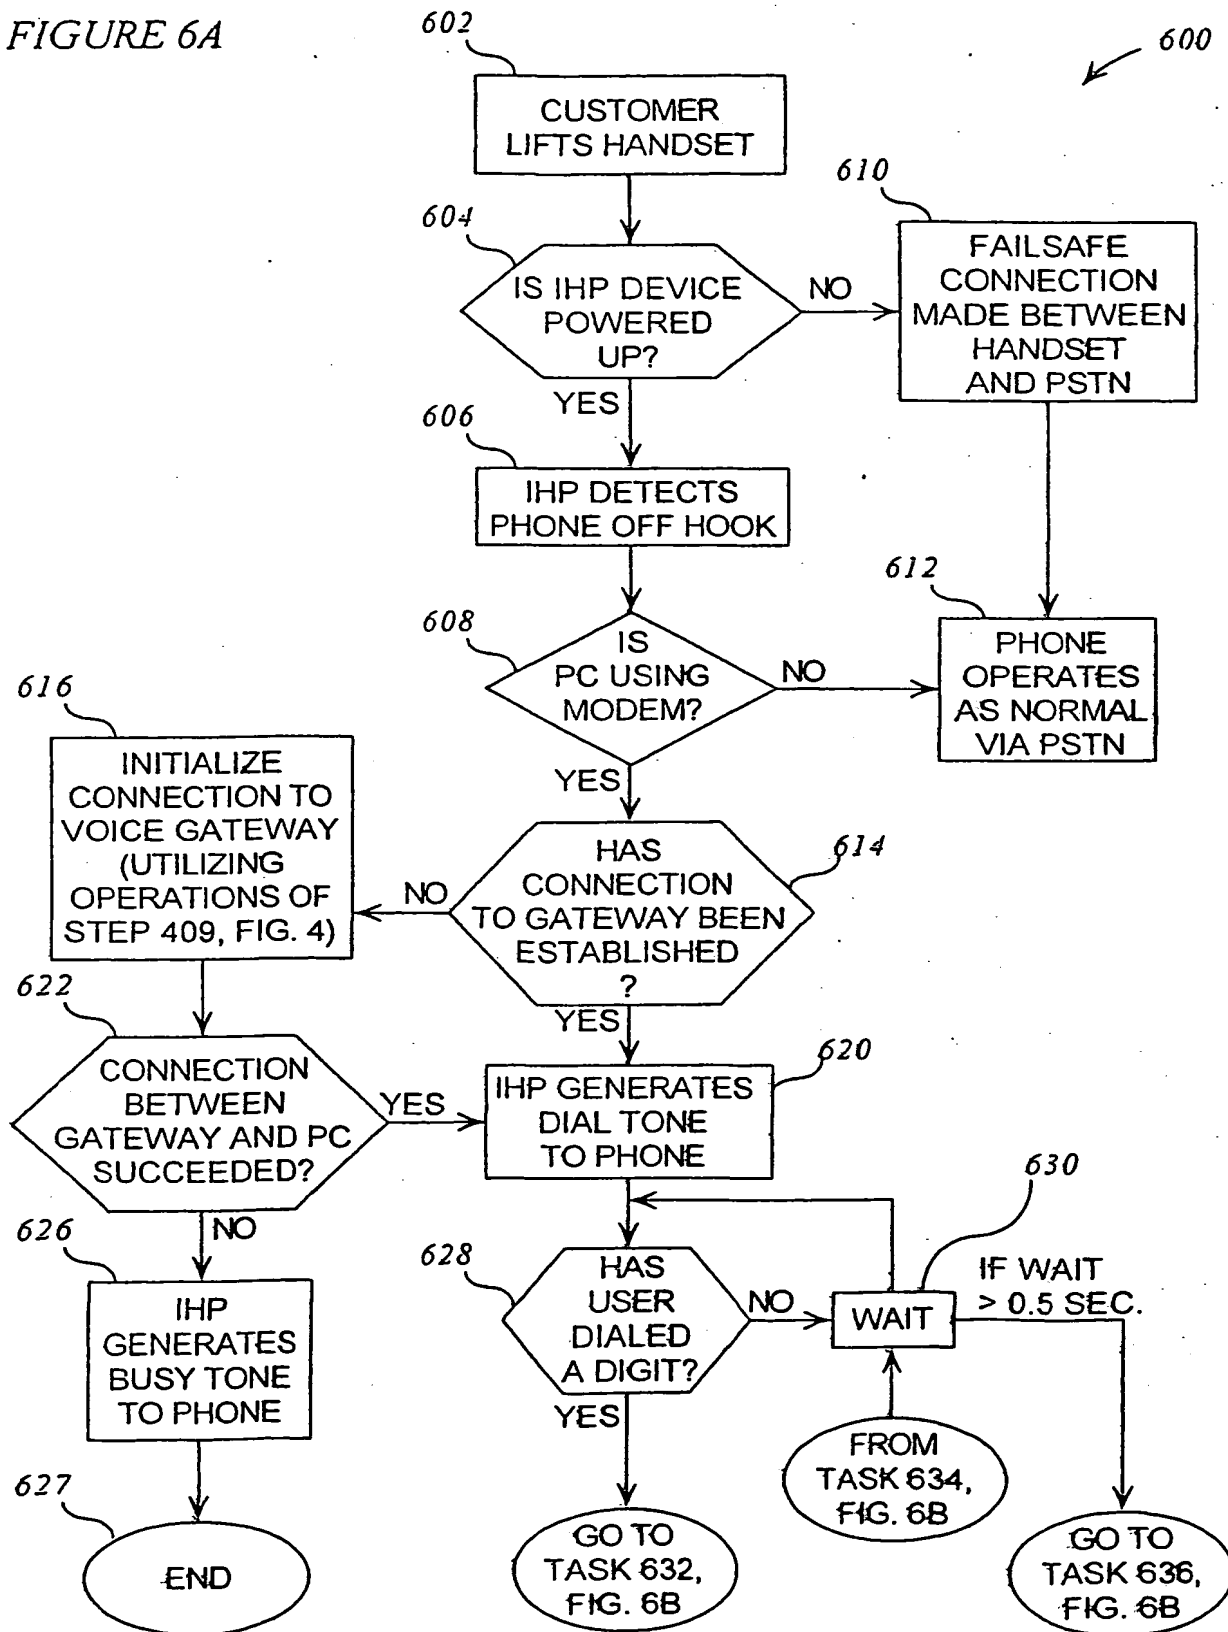 FIGURE 6A
602
600
CUSTOMER
LIFTS HANDSET
604
IS IHP DEVICE
POWERED
UP?
NO
YES
610
FAILSAFE
CONNECTION
MADE BETWEEN
HANDSET
AND PSTN
606
IHP DETECTS
PHONE OFF HOOK
608
IS
PC USING
MODEM?
NO
YES
612
PHONE
OPERATES
AS NORMAL
VIA PSTN
616
INITIALIZE
CONNECTION TO
VOICE GATEWAY
(UTILIZING
OPERATIONS OF
STEP 409, FIG. 4)
NO
614
HAS
CONNECTION
TO GATEWAY BEEN
ESTABLISHED
?
YES
622
CONNECTION
BETWEEN
GATEWAY AND PC
SUCCEEDED?
YES
NO
620
IHP GENERATES
DIAL TONE
TO PHONE
626
IHP
GENERATES
BUSY TONE
TO PHONE
628
HAS
USER
DIALED
A DIGIT?
NO
YES
630
WAIT
IF WAIT
> 0.5 SEC.
FROM
TASK 634,
FIG. 6B
627
END
GO TO
TASK 632,
FIG. 6B
GO TO
TASK 636,
FIG. 6B